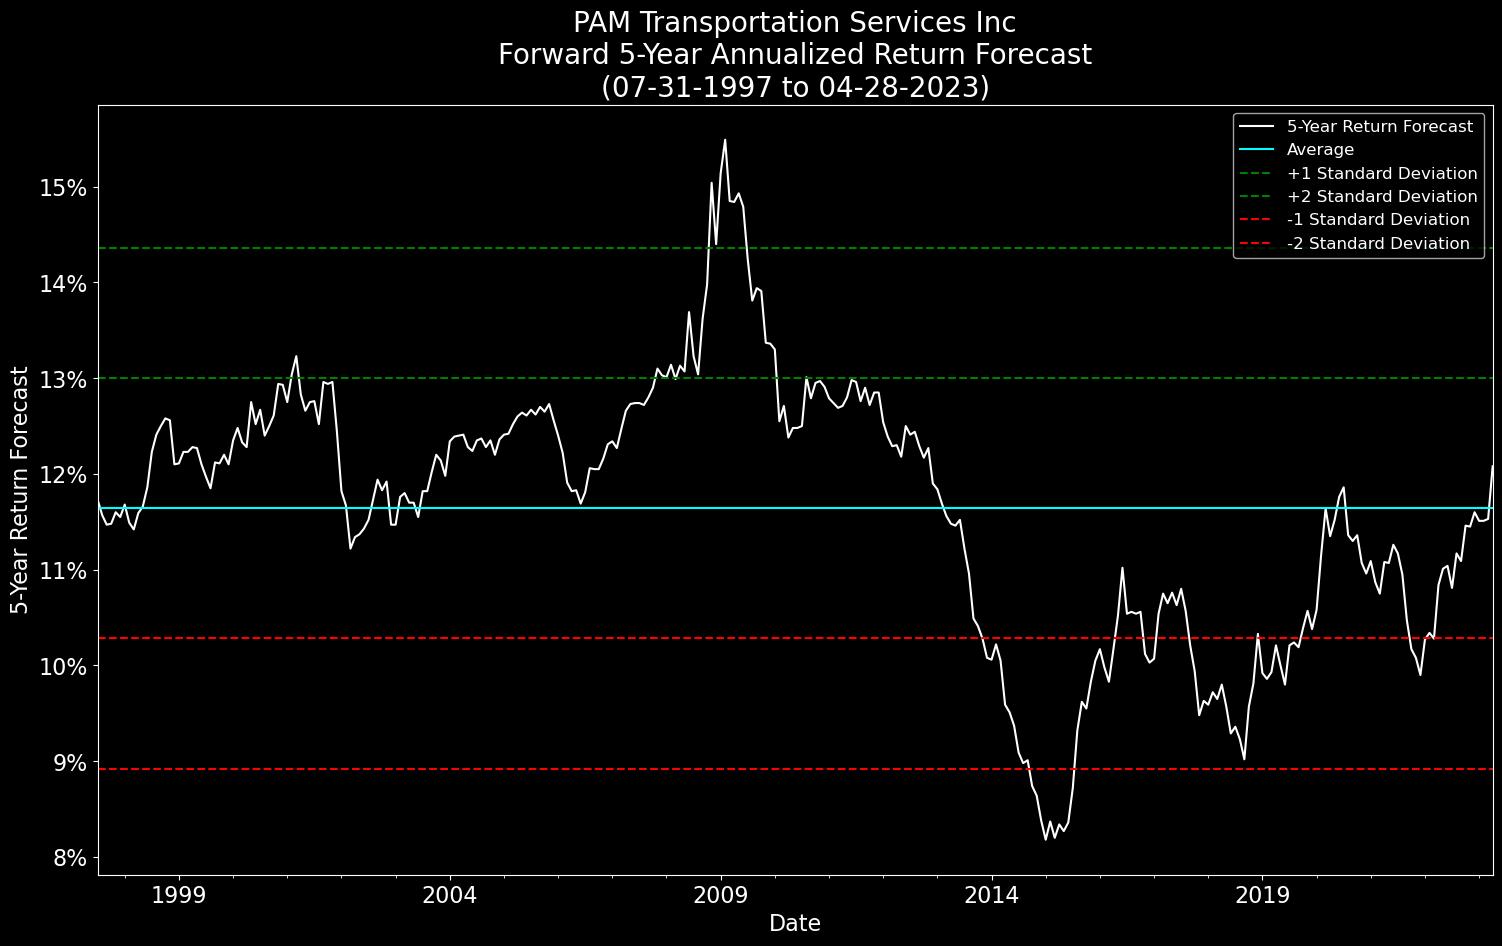 PAM Transportation Services Inc
Forward 5-Year Annualized Return Forecast
(07-31-1997 to 04-28-2023)
5-Year Return Forecast
Average
+1 Standard Deviation
+2 Standard Deviation
-1 Standard Deviation
-2 Standard Deviation
5-Year Return Forecast
15%
14%
13%
12%
11%
10%
9%
8%
1999
2004
2009
2014
2019
Date